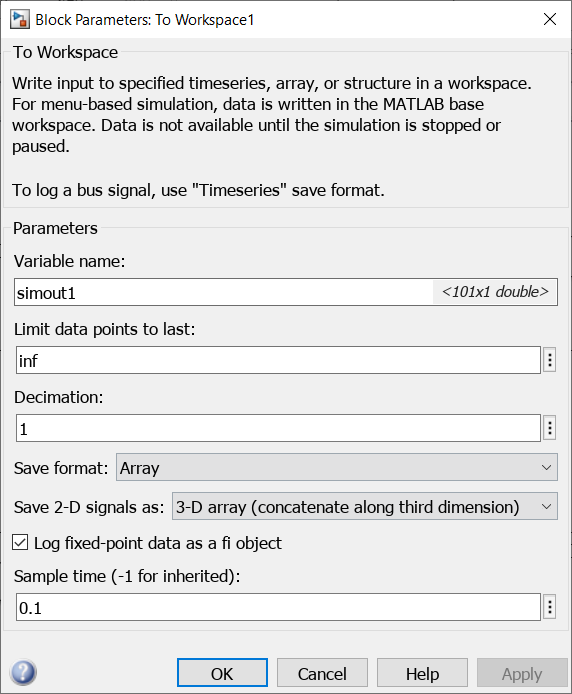 Block Parameters: To Workspace1
To Workspace
Write input to specified timeseries, array, or structure in a workspace.
For menu-based simulation, data is written in the MATLAB base
workspace. Data is not available until the simulation is stopped or
paused.
To log a bus signal, use "Timeseries" save format.
Parameters
Variable name:
simout1 <101x1 double>
Limit data points to last:
inf
Decimation:
1
Save format: Array
Save 2-D signals as: 3-D array (concatenate along third dimension)
Log fixed-point data as a fi object
Sample time (-1 for inherited):
0.1
? OK Cancel Help Apply